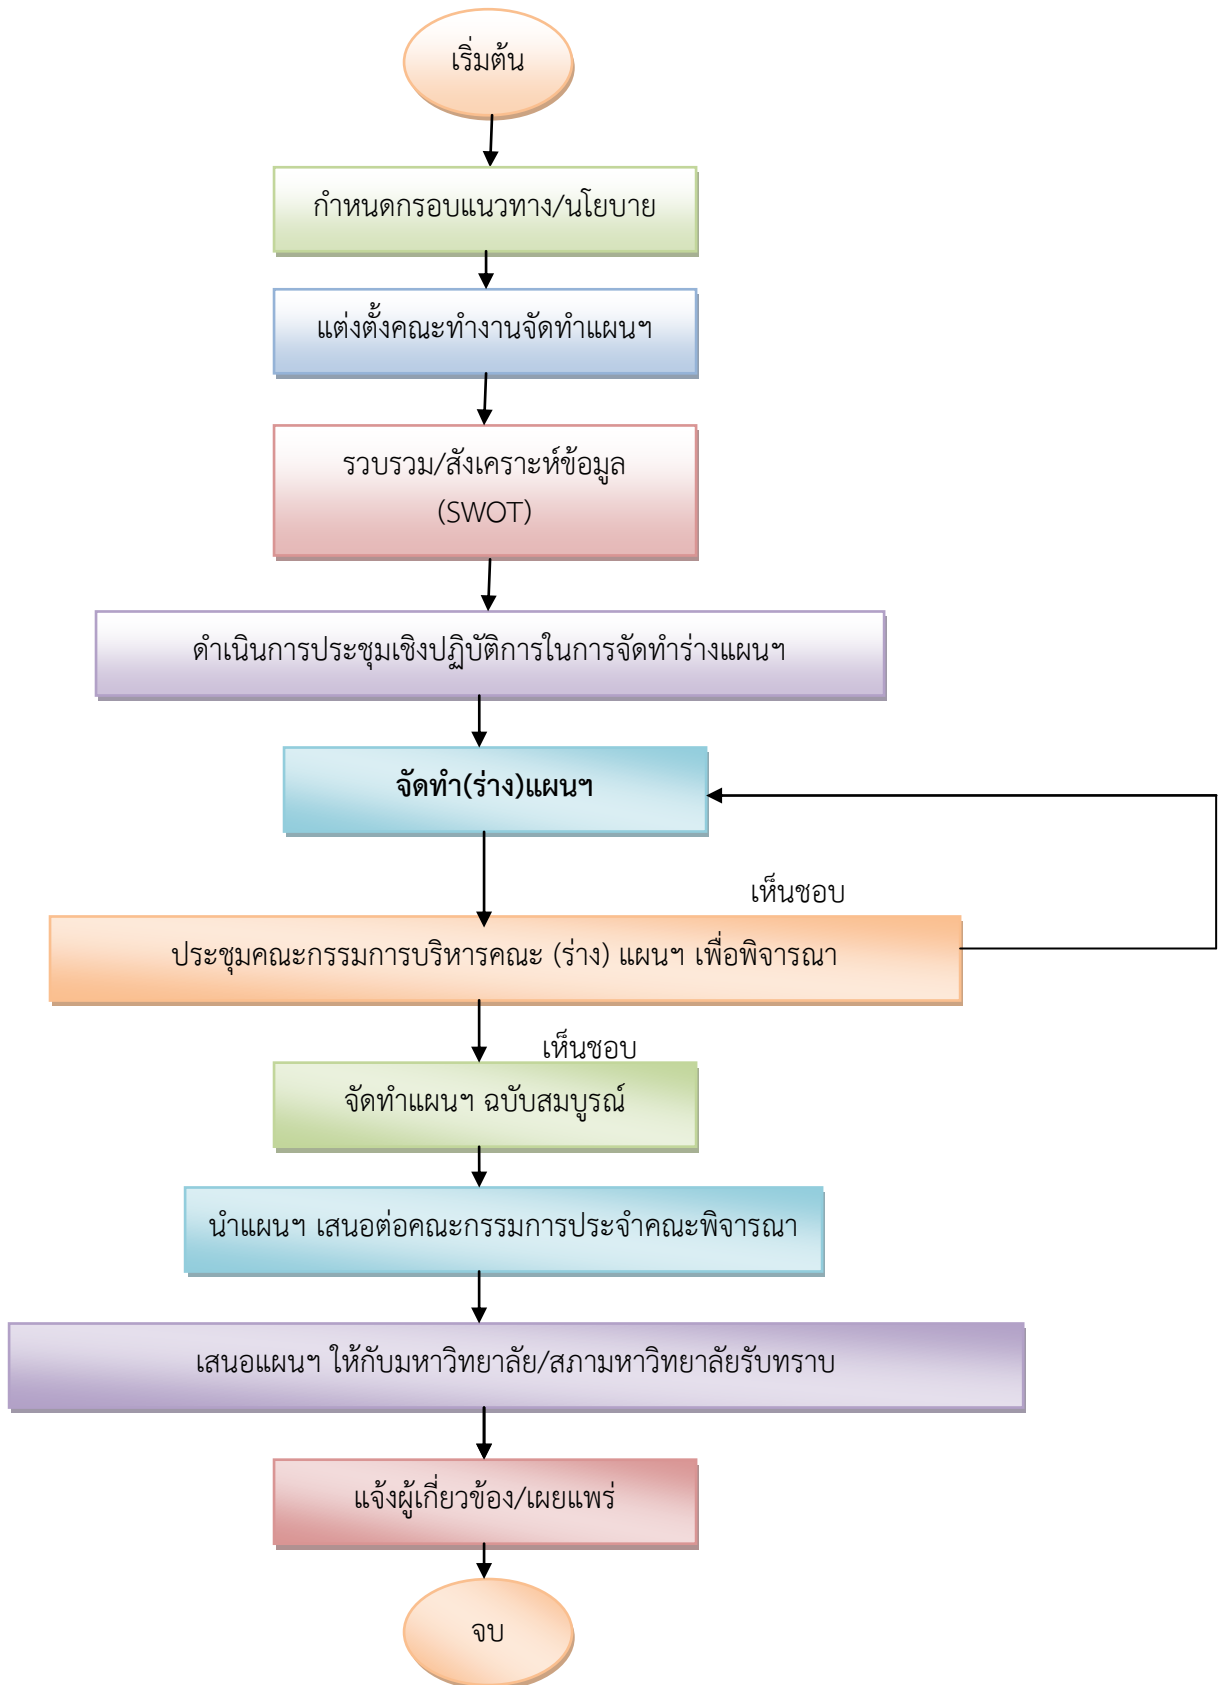 เริ่มต้น
กำหนดกรอบแนวทาง/นโยบาย
แต่งตั้งคณะทำงานจัดทำแผนฯ
รวบรวม/สังเคราะห์ข้อมูล
(SWOT)
ดำเนินการประชุมเชิงปฏิบัติการในการจัดทำร่างแผนฯ
จัดทำ(ร่าง)แผนฯ
เห็นชอบ
ประชุมคณะกรรมการบริหารคณะ (ร่าง) แผนฯ เพื่อพิจารณา
เห็นชอบ
จัดทำแผนฯ ฉบับสมบูรณ์
นำแผนฯ เสนอต่อคณะกรรมการประจำคณะพิจารณา
เสนอแผนฯ ให้กับมหาวิทยาลัย/สภามหาวิทยาลัยรับทราบ
แจ้งผู้เกี่ยวข้อง/เผยแพร่
จบ